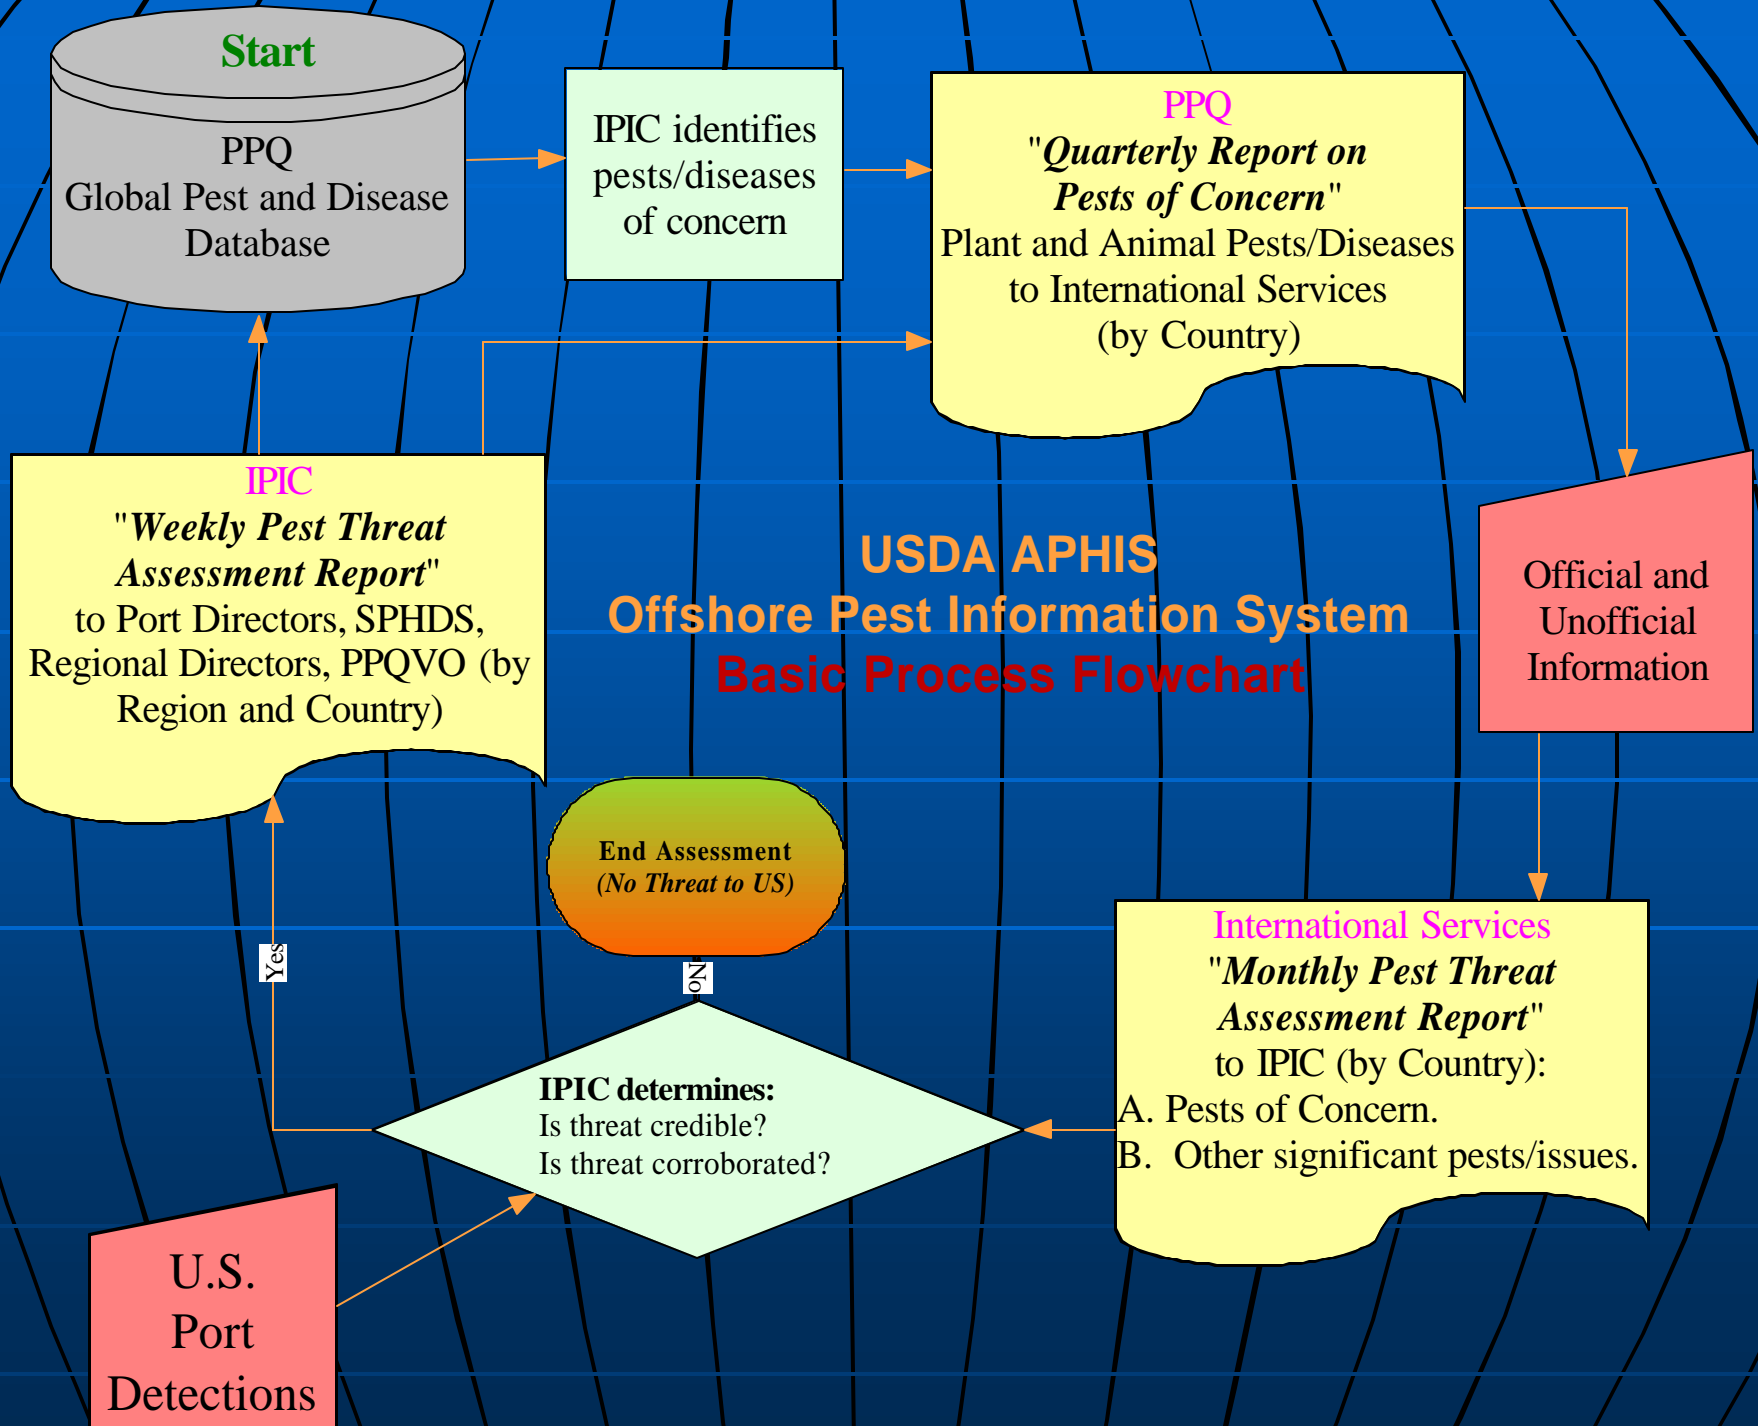 Start
PPQ
Global Pest and Disease
Database
IPIC identifies
pests/diseases
of concern
PPQ
"Quarterly Report on
Pests of Concern"
Plant and Animal Pests/Diseases
to International Services
(by Country)
IPIC
"Weekly Pest Threat
Assessment Report"
to Port Directors, SPHDS,
Regional Directors, PPQVO (by
Region and Country)
USDA APHIS
Offshore Pest Information System
Basic Process Flowchart
Official and
Unofficial
Information
End Assessment
(No Threat to US)
Yes
No
International Services
"Monthly Pest Threat
Assessment Report"
to IPIC (by Country):
A. Pests of Concern.
B. Other significant pests/issues.
IPIC determines:
Is threat credible?
Is threat corroborated?
U.S.
Port
Detections